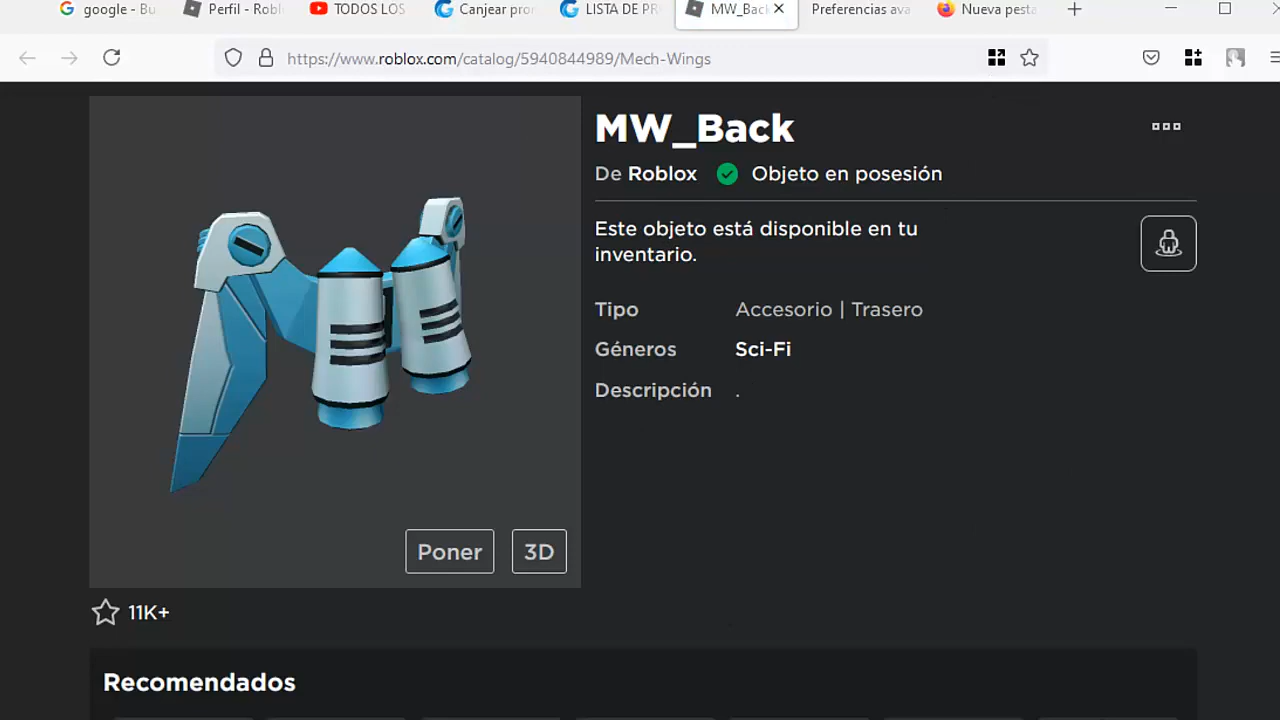 google - Bu
Perfil - Robl
TODOS LOS
Canjear pro
LISTA DE PR
MW_Back
Preferencias ava
Nueva pesta
https://www.roblox.com/catalog/5940844989/Mech-Wings
MW_Back
De Roblox Objeto en posesión
Este objeto está disponible en tu
inventario.
Tipo Accesorio | Trasero
Géneros Sci-Fi
Descripción .
Poner 3D
11K+
Recomendados